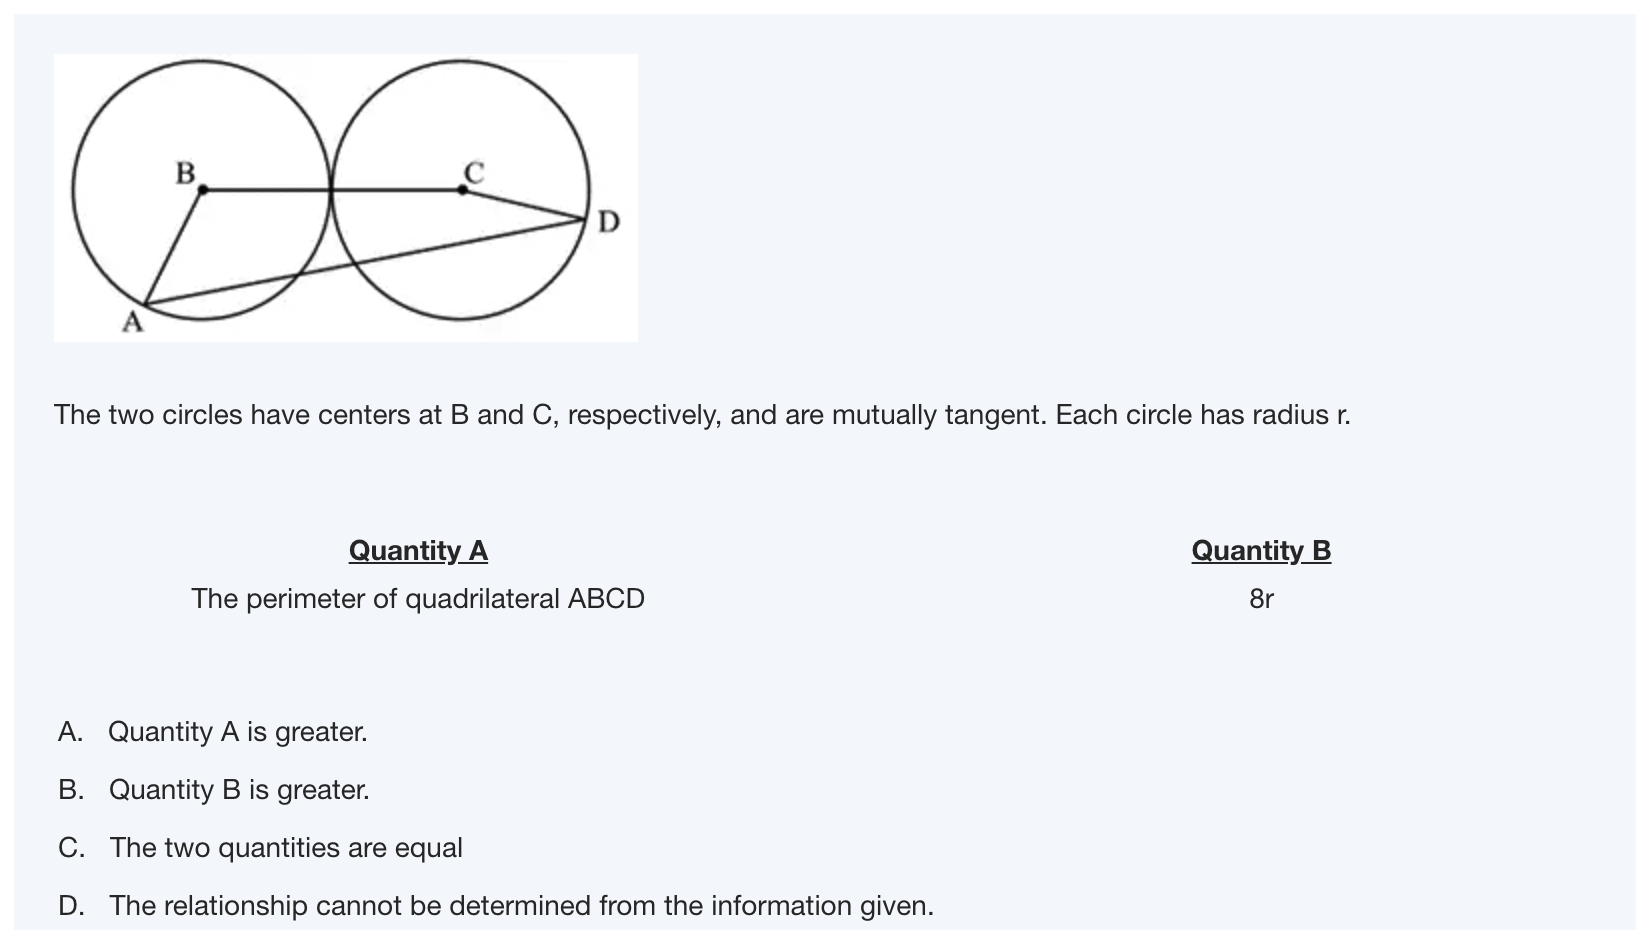 B
C
D
A
The two circles have centers at B and C, respectively, and are mutually tangent. Each circle has radius r.
Quantity A
Quantity B
The perimeter of quadrilateral ABCD
8r
A. Quantity A is greater.
B. Quantity B is greater.
C. The two quantities are equal
D. The relationship cannot be determined from the information given.